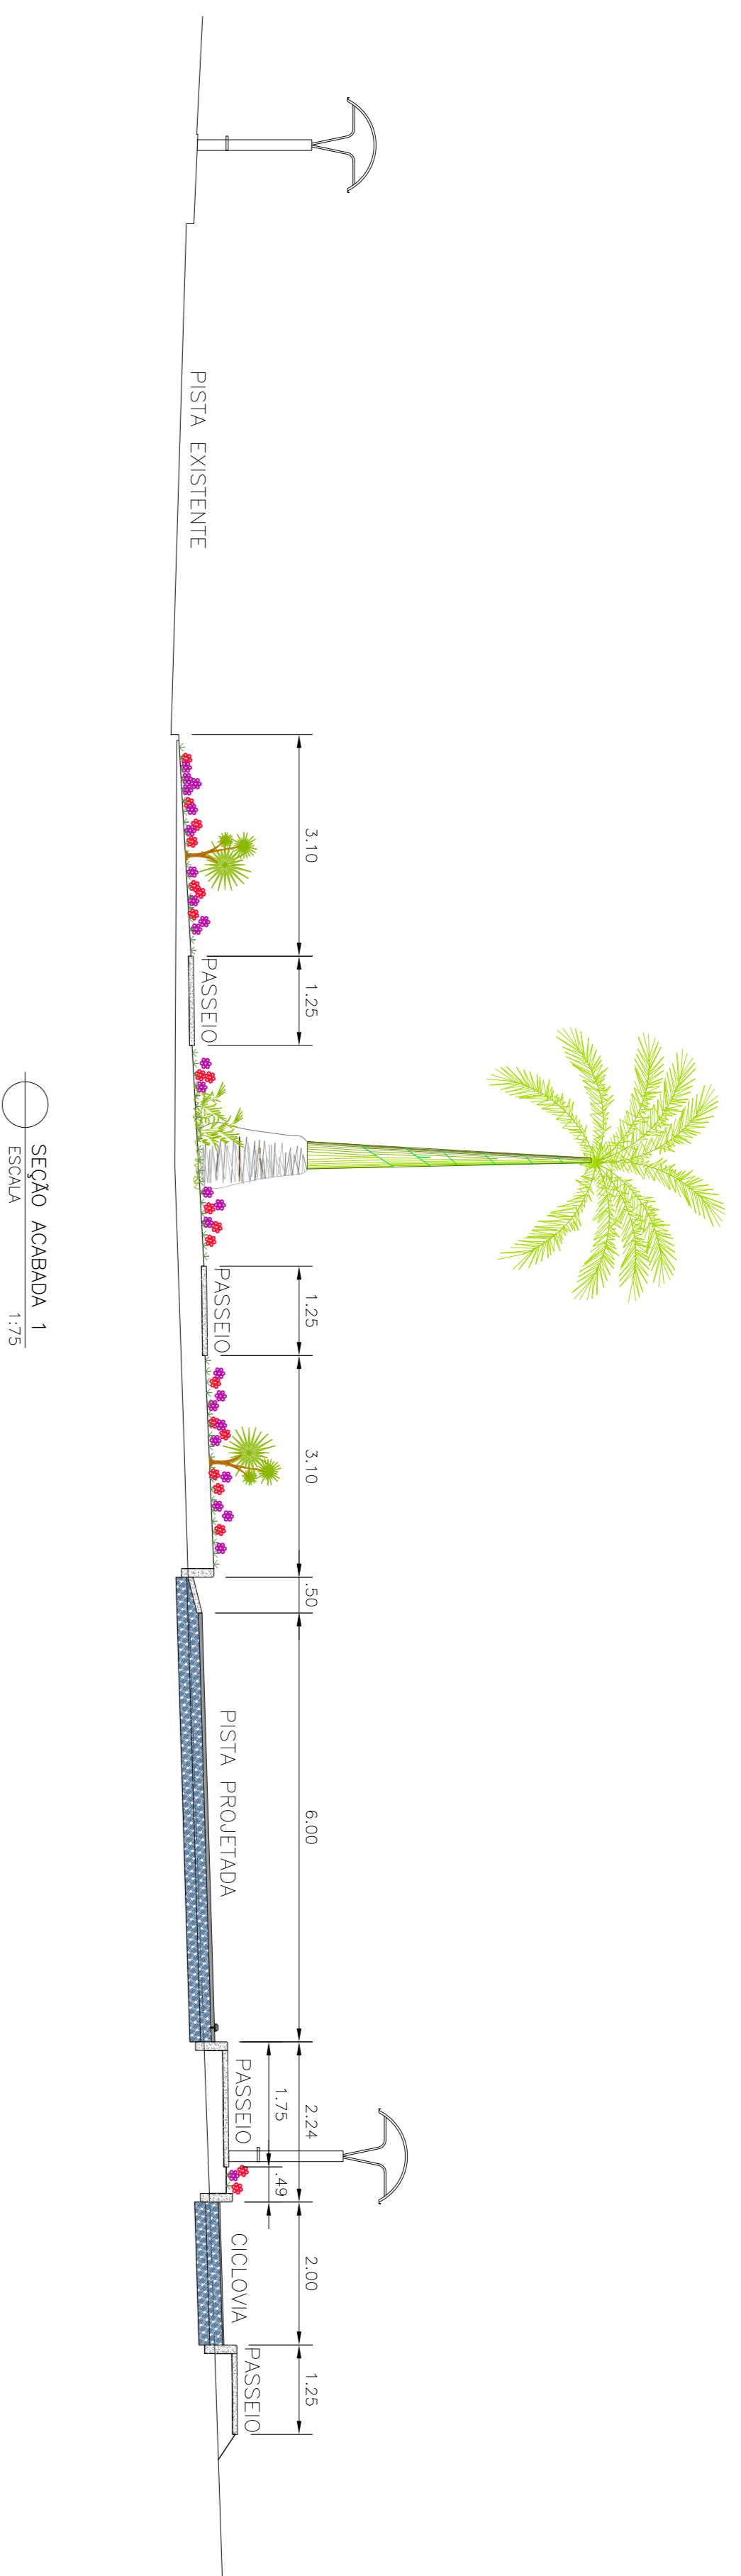 PISTA EXISTENTE
3.10
1.25
PASSEIO
1.25
PASSEIO
3.10
.50
6.00
PISTA PROJETADA
2.24
1.75
.49
PASSEIO
2.00
CICLOVIA
1.25
PASSEIO
SEÇÃO ACABADA 1
ESCALA 1:75